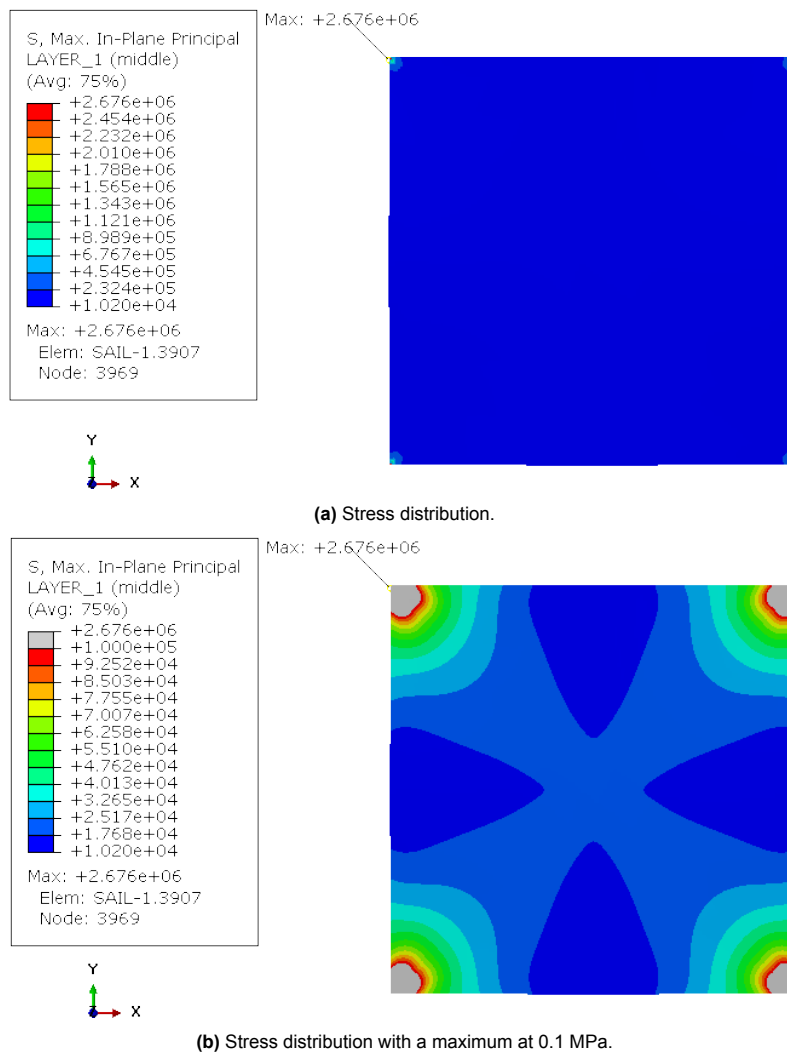 Max: +2.676e+06
S, Max. In-Plane Principal
LAYER_1 (middle)
(Avg: 75%)
+2.676e+06
+2.454e+06
+2.232e+06
+2.010e+06
+1.788e+06
+1.565e+06
+1.343e+06
+1.121e+06
+8.989e+05
+6.767e+05
+4.545e+05
+2.324e+05
+1.020e+04
Max: +2.676e+06
Elem: SAIL-1.3907
Node: 3969
Y
Z
X
(a) Stress distribution.
Max: +2.676e+06
S, Max. In-Plane Principal
LAYER_1 (middle)
(Avg: 75%)
+2.676e+06
+1.000e+05
+9.252e+04
+8.503e+04
+7.755e+04
+7.007e+04
+6.258e+04
+5.510e+04
+4.762e+04
+4.013e+04
+3.265e+04
+2.517e+04
+1.768e+04
+1.020e+04
Max: +2.676e+06
Elem: SAIL-1.3907
Node: 3969
Y
Z
X
(b) Stress distribution with a maximum at 0.1 MPa.